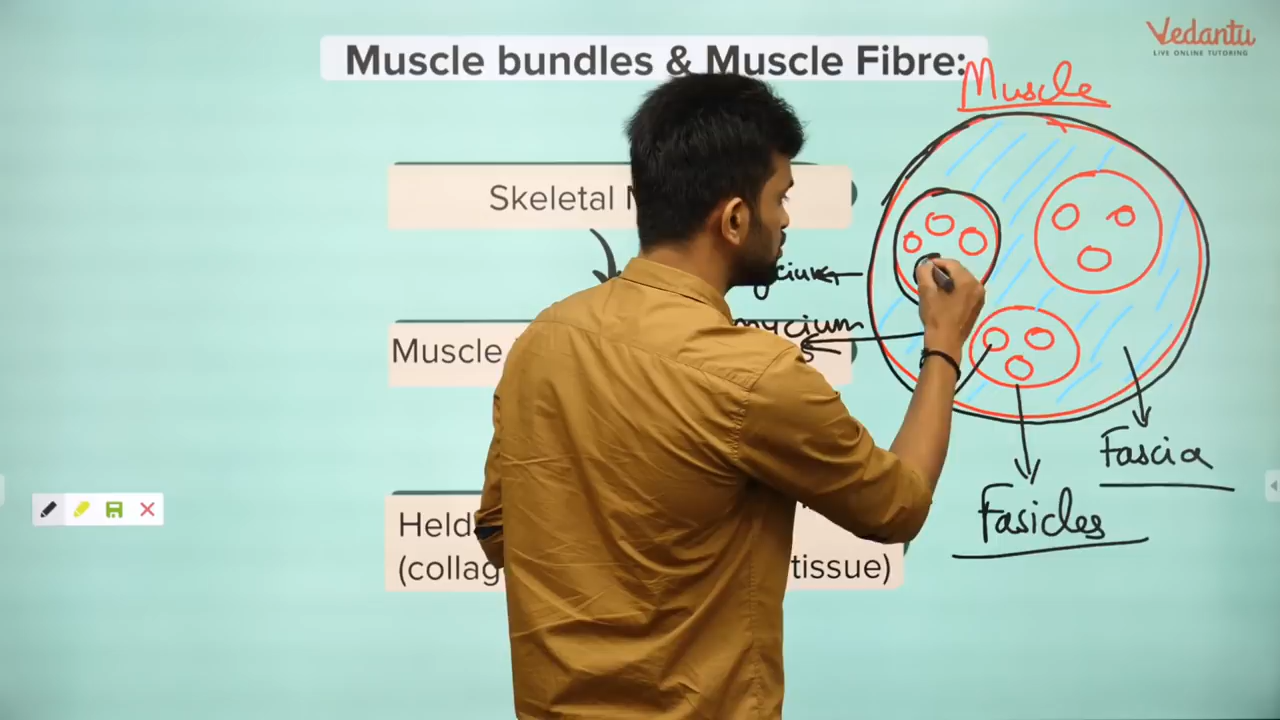 Vedantu
LIVE ONLINE TUTORING
Muscle bundles & Muscle Fibre:
Muscle
Skeletal
Muscle
Fascia
Fasicles
Held
(collag
tissue)